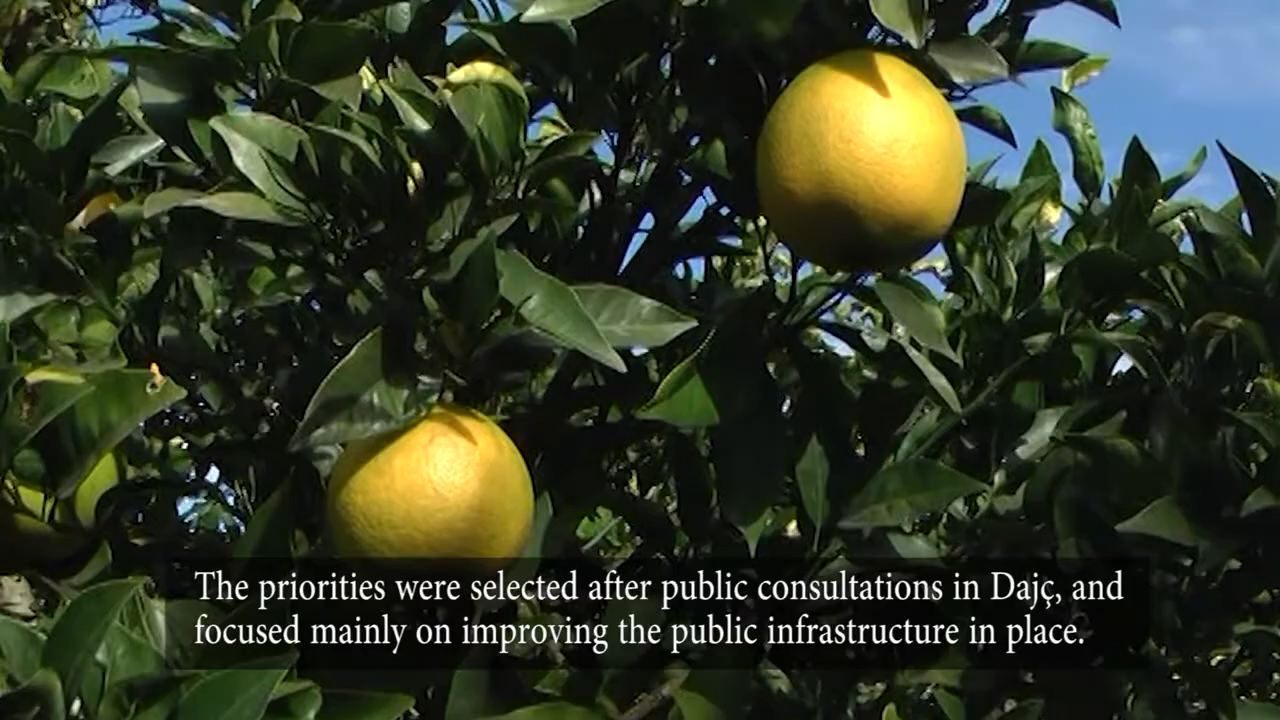 The priorities were selected after public consultations in Dajç, and
focused mainly on improving the public infrastructure in place.